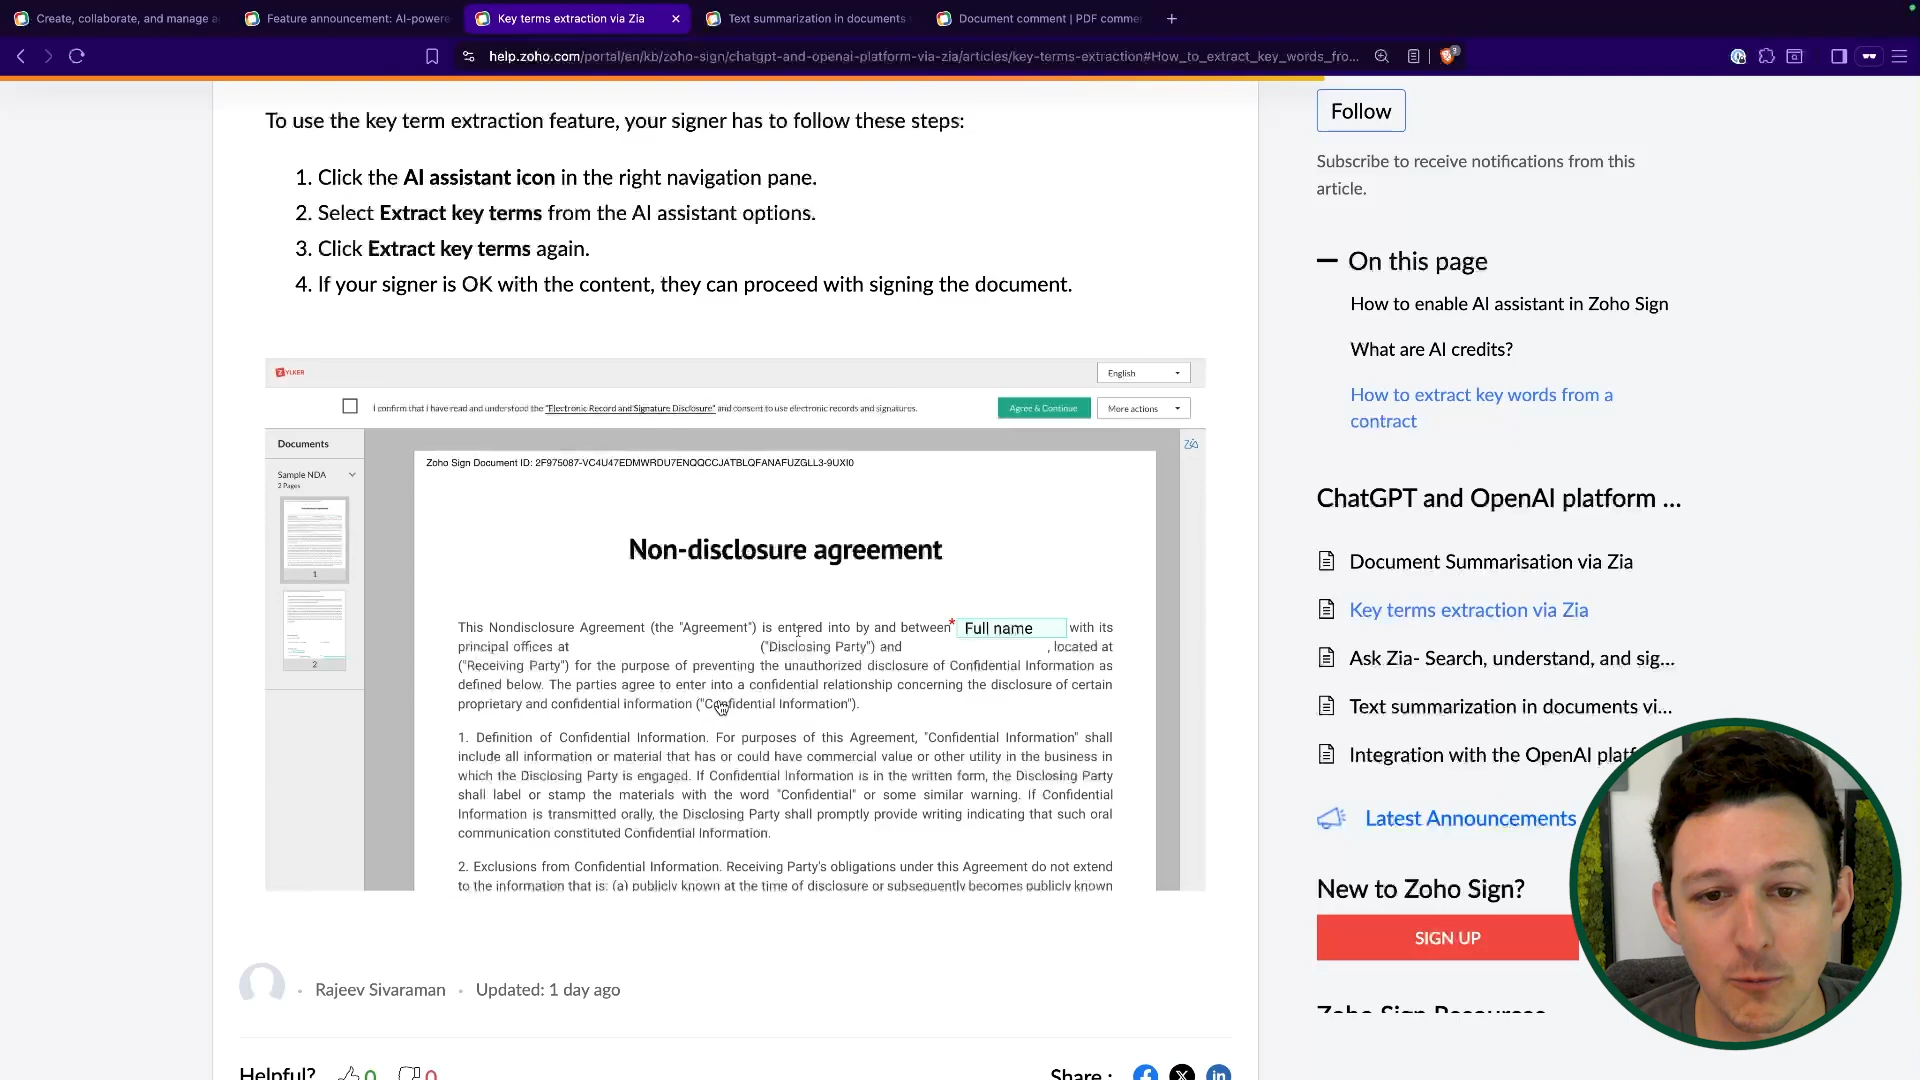 Create, collaborate, and manage a
Feature announcement: AI-powere
Key terms extraction via Zia
Text summarization in documents
Document comment | PDF comme
help.zoho.com/portal/en/kb/zoho-sign/chatgpt-and-openai-platform-via-zia/articles/key-terms-extraction#How_to_extract_key_words_fro...
To use the key term extraction feature, your signer has to follow these steps:
1. Click the AI assistant icon in the right navigation pane.
2. Select Extract key terms from the AI assistant options.
3. Click Extract key terms again.
4. If your signer is OK with the content, they can proceed with signing the document.
ZYLKER
English
I confirm that I have read and understood the "Electronic Record and Signature Disclosure" and consent to use electronic records and signatures.
Agree & Continue
More actions
Documents
Sample NDA
2 Pages
1
2
Zoho Sign Document ID: 2F975087-VC4U47EDMWRDU7ENQQCCJATBLQFANAFUZGLL3-9UXI0
Non-disclosure agreement
This Nondisclosure Agreement (the "Agreement") is entered into by and between * Full name with its
principal offices at ("Disclosing Party") and , located at
("Receiving Party") for the purpose of preventing the unauthorized disclosure of Confidential Information as
defined below. The parties agree to enter into a confidential relationship concerning the disclosure of certain
proprietary and confidential information ("Confidential Information").
1. Definition of Confidential Information. For purposes of this Agreement, "Confidential Information" shall
include all information or material that has or could have commercial value or other utility in the business in
which the Disclosing Party is engaged. If Confidential Information is in the written form, the Disclosing Party
shall label or stamp the materials with the word "Confidential" or some similar warning. If Confidential
Information is transmitted orally, the Disclosing Party shall promptly provide writing indicating that such oral
communication constituted Confidential Information.
2. Exclusions from Confidential Information. Receiving Party's obligations under this Agreement do not extend
to the information that is: (a) publicly known at the time of disclosure or subsequently becomes publicly known
Rajeev Sivaraman
Updated: 1 day ago
Helpful? 0 0
Share :
Follow
Subscribe to receive notifications from this
article.
On this page
How to enable AI assistant in Zoho Sign
What are AI credits?
How to extract key words from a
contract
ChatGPT and OpenAI platform ...
Document Summarisation via Zia
Key terms extraction via Zia
Ask Zia- Search, understand, and sig...
Text summarization in documents vi...
Integration with the OpenAI platf
Latest Announcements
New to Zoho Sign?
SIGN UP
Zoho Sign Resources